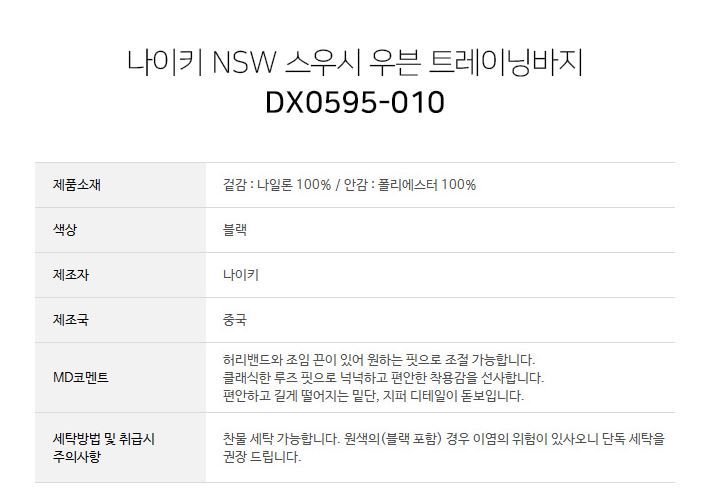 나이키 NSW 스우시 우븐 트레이닝바지
DX0595-010
제품소재
겉감 : 나일론 100% / 안감 : 폴리에스터 100%
색상
블랙
제조자
나이키
제조국
중국
MD코멘트
허리밴드와 조임 끈이 있어 원하는 핏으로 조절 가능합니다.
클래식한 루즈 핏으로 넉넉하고 편안한 착용감을 선사합니다.
편안하고 길게 떨어지는 밑단, 지퍼 디테일이 돋보입니다.
세탁방법 및 취급시
주의사항
찬물 세탁 가능합니다. 원색의(블랙 포함) 경우 이염의 위험이 있사오니 단독 세탁을
권장 드립니다.